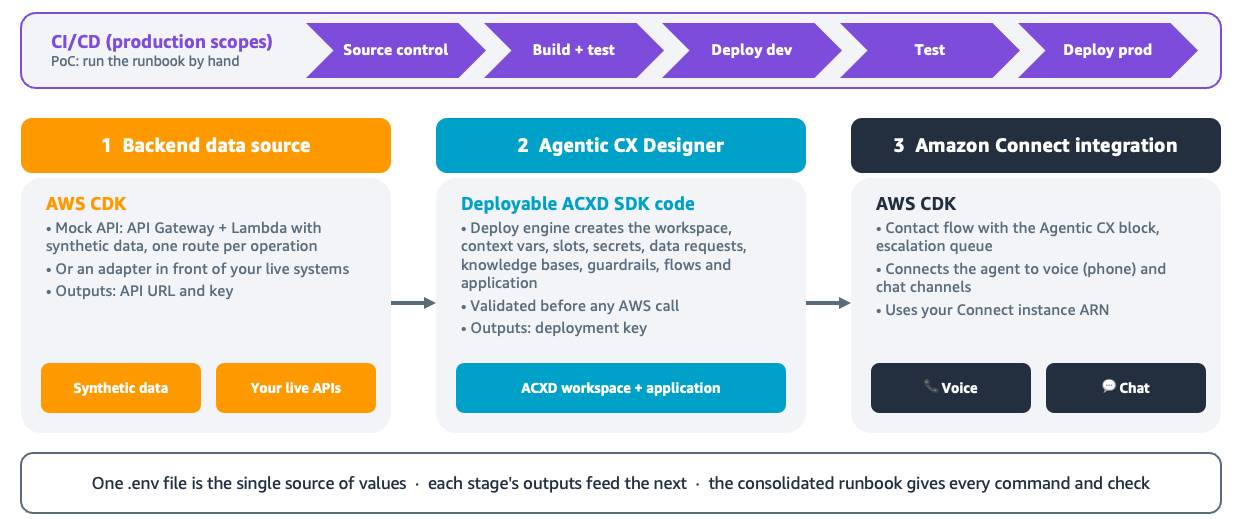 CI/CD (production scopes)
PoC: run the runbook by hand
Source control
Build + test
Deploy dev
Test
Deploy prod
1 Backend data source
AWS CDK
• Mock API: API Gateway + Lambda with
synthetic data, one route per operation
• Or an adapter in front of your live systems
• Outputs: API URL and key
Synthetic data
Your live APIs
2 Agentic CX Designer
Deployable ACXD SDK code
• Deploy engine creates the workspace,
context vars, slots, secrets, data requests,
knowledge bases, guardrails, flows and
application
• Validated before any AWS call
• Outputs: deployment key
ACXD workspace + application
3 Amazon Connect integration
AWS CDK
• Contact flow with the Agentic CX block,
escalation queue
• Connects the agent to voice (phone) and
chat channels
• Uses your Connect instance ARN
📞 Voice
💬 Chat
One .env file is the single source of values · each stage's outputs feed the next · the consolidated runbook gives every command and check